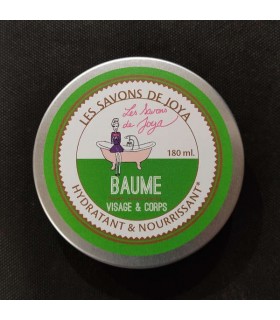 LES SAVONS DE JOYA
Les Savons
de Joya
180 ml.
BAUME
VISAGE & CORPS
HYDRATANT & NOURRISSANT*